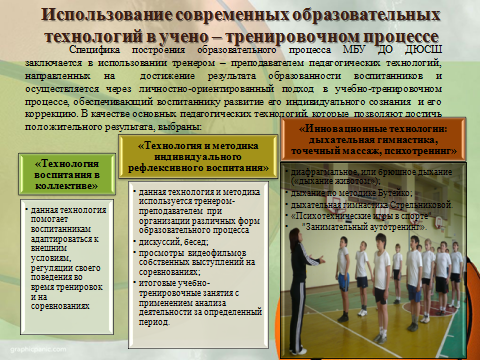 Использование современных образовательных
технологий в учено – тренировочном процессе
Специфика построения образовательного процесса МБУ ДО ДЮСШ
заключается в использовании тренером – преподавателем педагогических технологий,
направленных на достижение результата образованности воспитанников и
осуществляется через личностно-ориентированный подход в учебно-тренировочном
процессе, обеспечивающий воспитаннику развитие его индивидуального сознания и его
коррекцию. В качестве основных педагогических технологий, которые позволяют достичь
положительного результата, выбраны:
«Технология
воспитания в
коллективе»
• данная технология
помогает
воспитанникам
адаптироваться к
внешним
условиям,
регуляции своего
поведения во
время тренировок
и на
соревнованиях
«Технология и методика
индивидуального
рефлексивного воспитания»
• данная технология и методика
используется тренером-
преподавателем при
организации различных форм
образовательного процесса
• дискуссий, бесед;
• просмотры видеофильмов
собственных выступлений на
соревнованиях;
• итоговые учебно-
тренировочные занятия с
применением анализа
деятельности за определенный
период.
«Инновационные технологии:
дыхательная гимнастика,
точечный массаж, психотренинг»
• диафрагмальное, или брюшное дыхание
(«дыхание животом»);
• дыхание по методике Бутейко;
• дыхательная гимнастика Стрельниковой.
• «Психотехнические игры в спорте"
• "Занимательный аутотренинг».